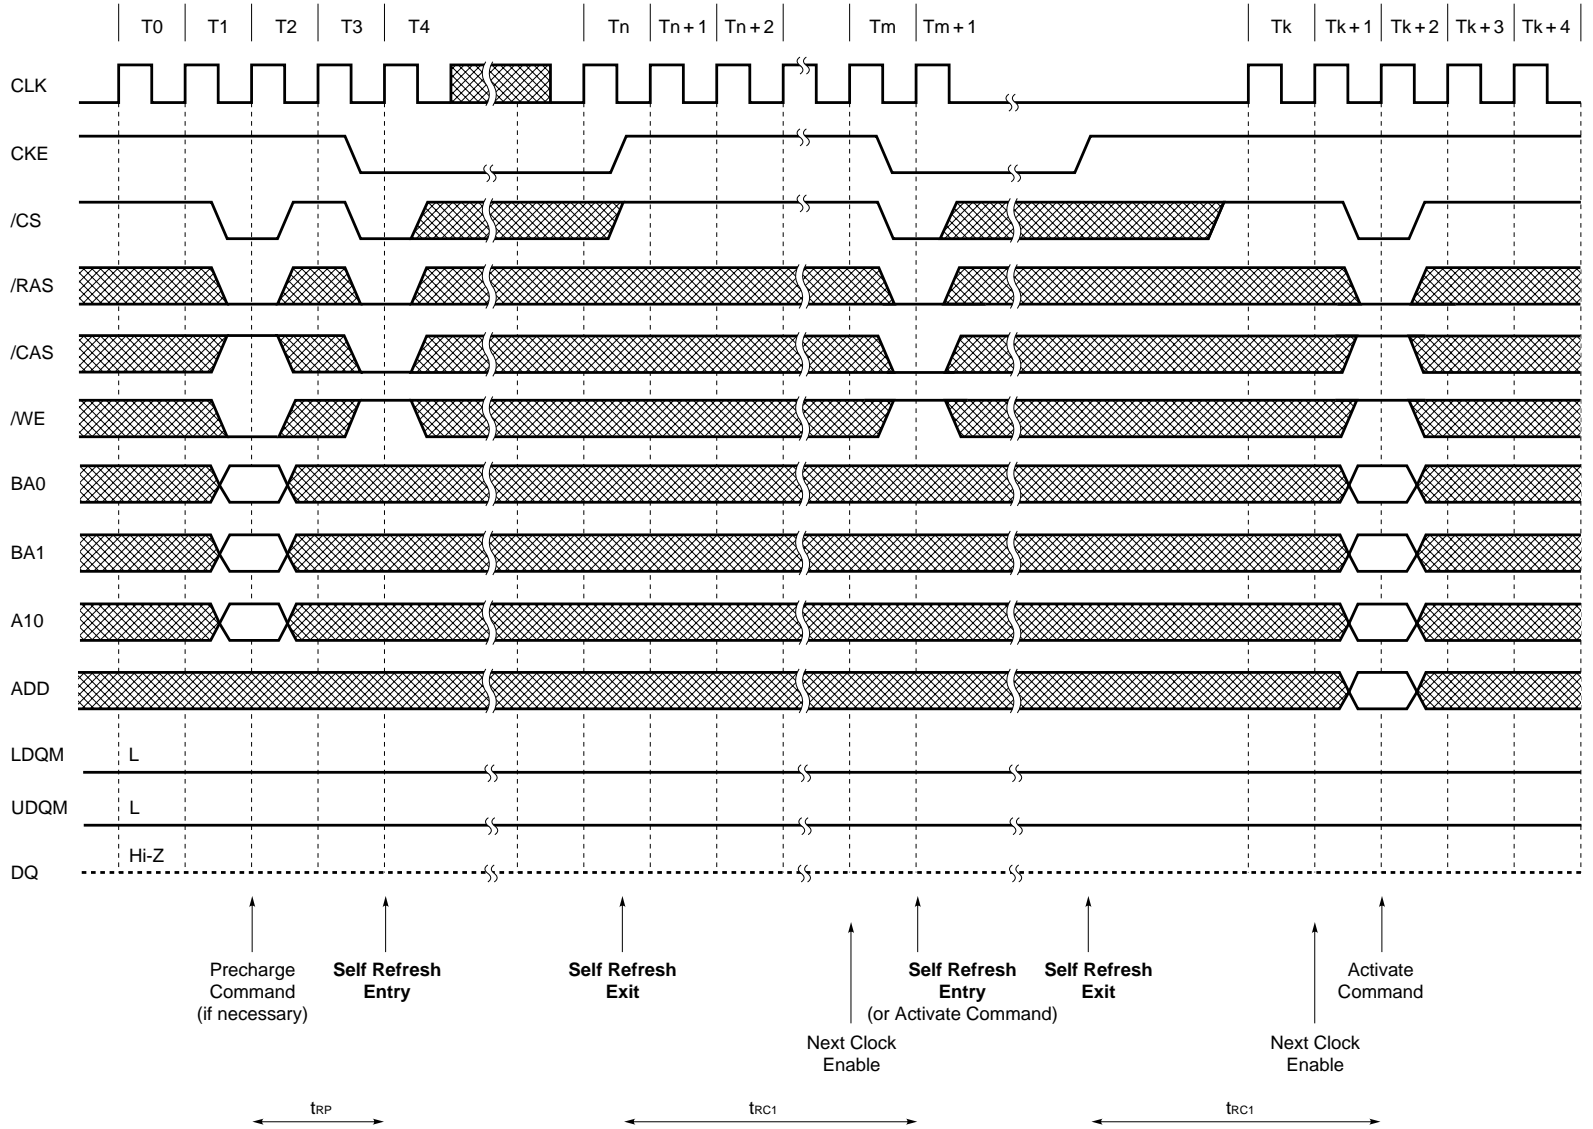 T0 T1 T2 T3 T4 Tn Tn + 1 Tn + 2 Tm Tm + 1 Tk Tk + 1 Tk + 2 Tk + 3 Tk + 4
CLK
CKE
/CS
/RAS
/CAS
/WE
BA0
BA1
A10
ADD
LDQM L
UDQM L
Hi-Z
DQ
Precharge
Command
(if necessary)
Self Refresh
Entry
Self Refresh
Exit
Next Clock
Enable
Self Refresh
Entry
(or Activate Command)
Self Refresh
Exit
Next Clock
Enable
Activate
Command
tRP tRC1 tRC1